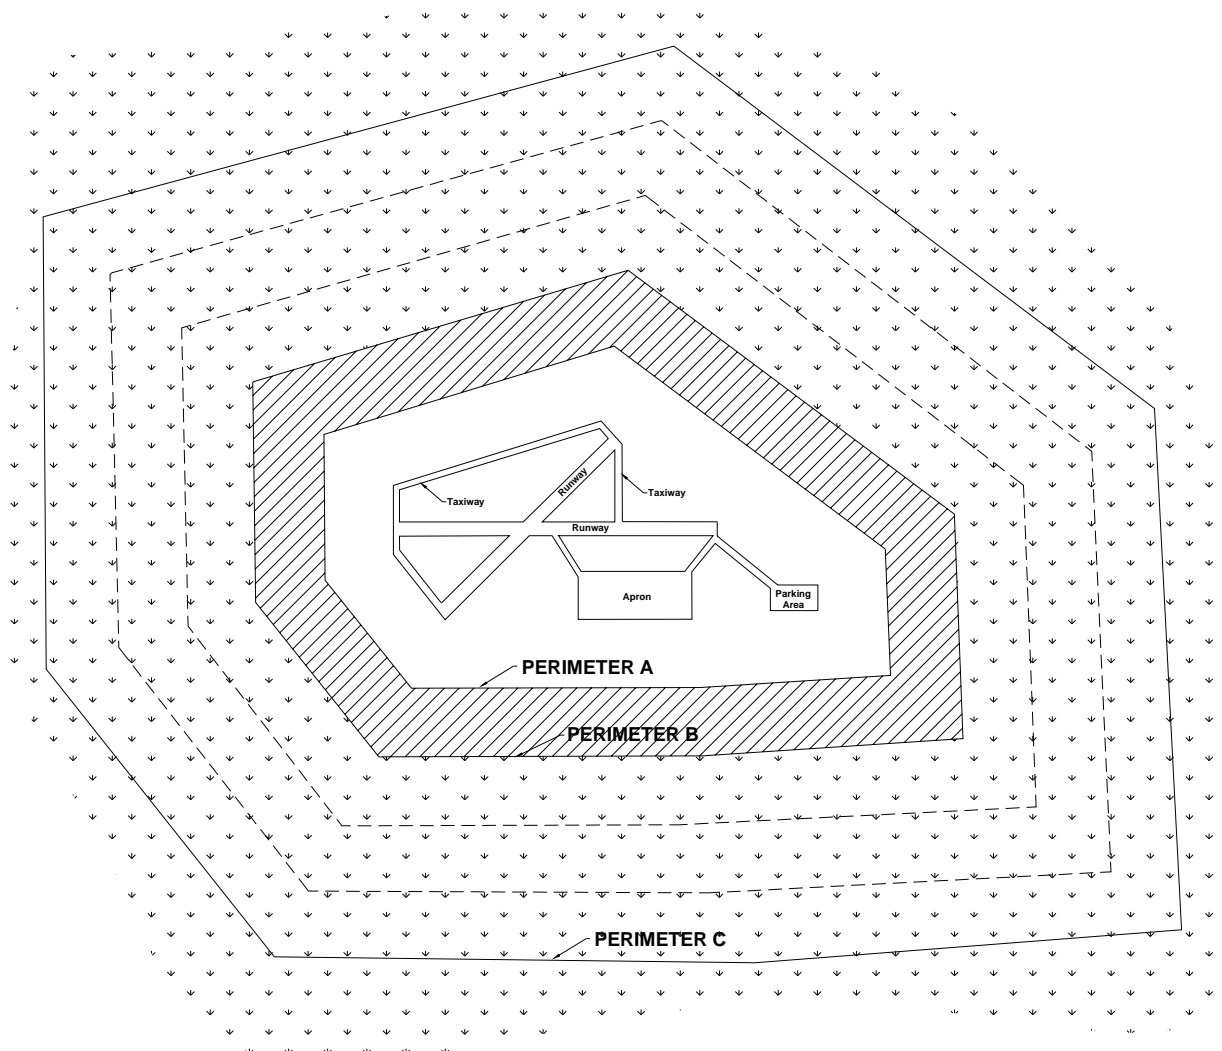 Runway
Taxiway
Taxiway
Runway
Apron
Parking
Area
PERIMETER A
PERIMETER B
PERIMETER C